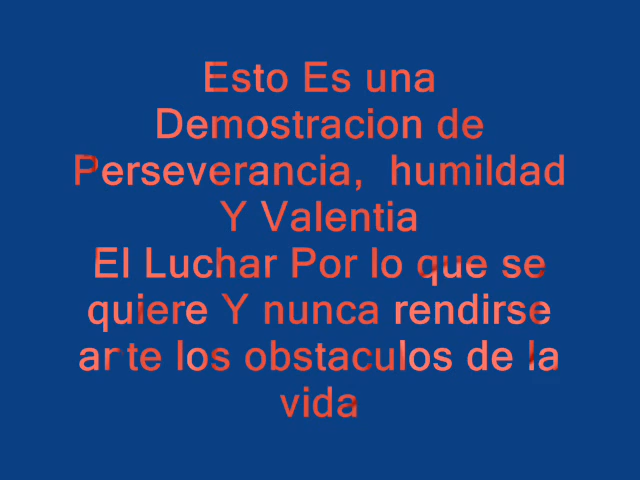 Esto Es una
Demostracion de
Perseverancia, humildad
Y Valentia
El Luchar Por lo que se
quiere Y nunca rendirse
ante los obstaculos de la
vida